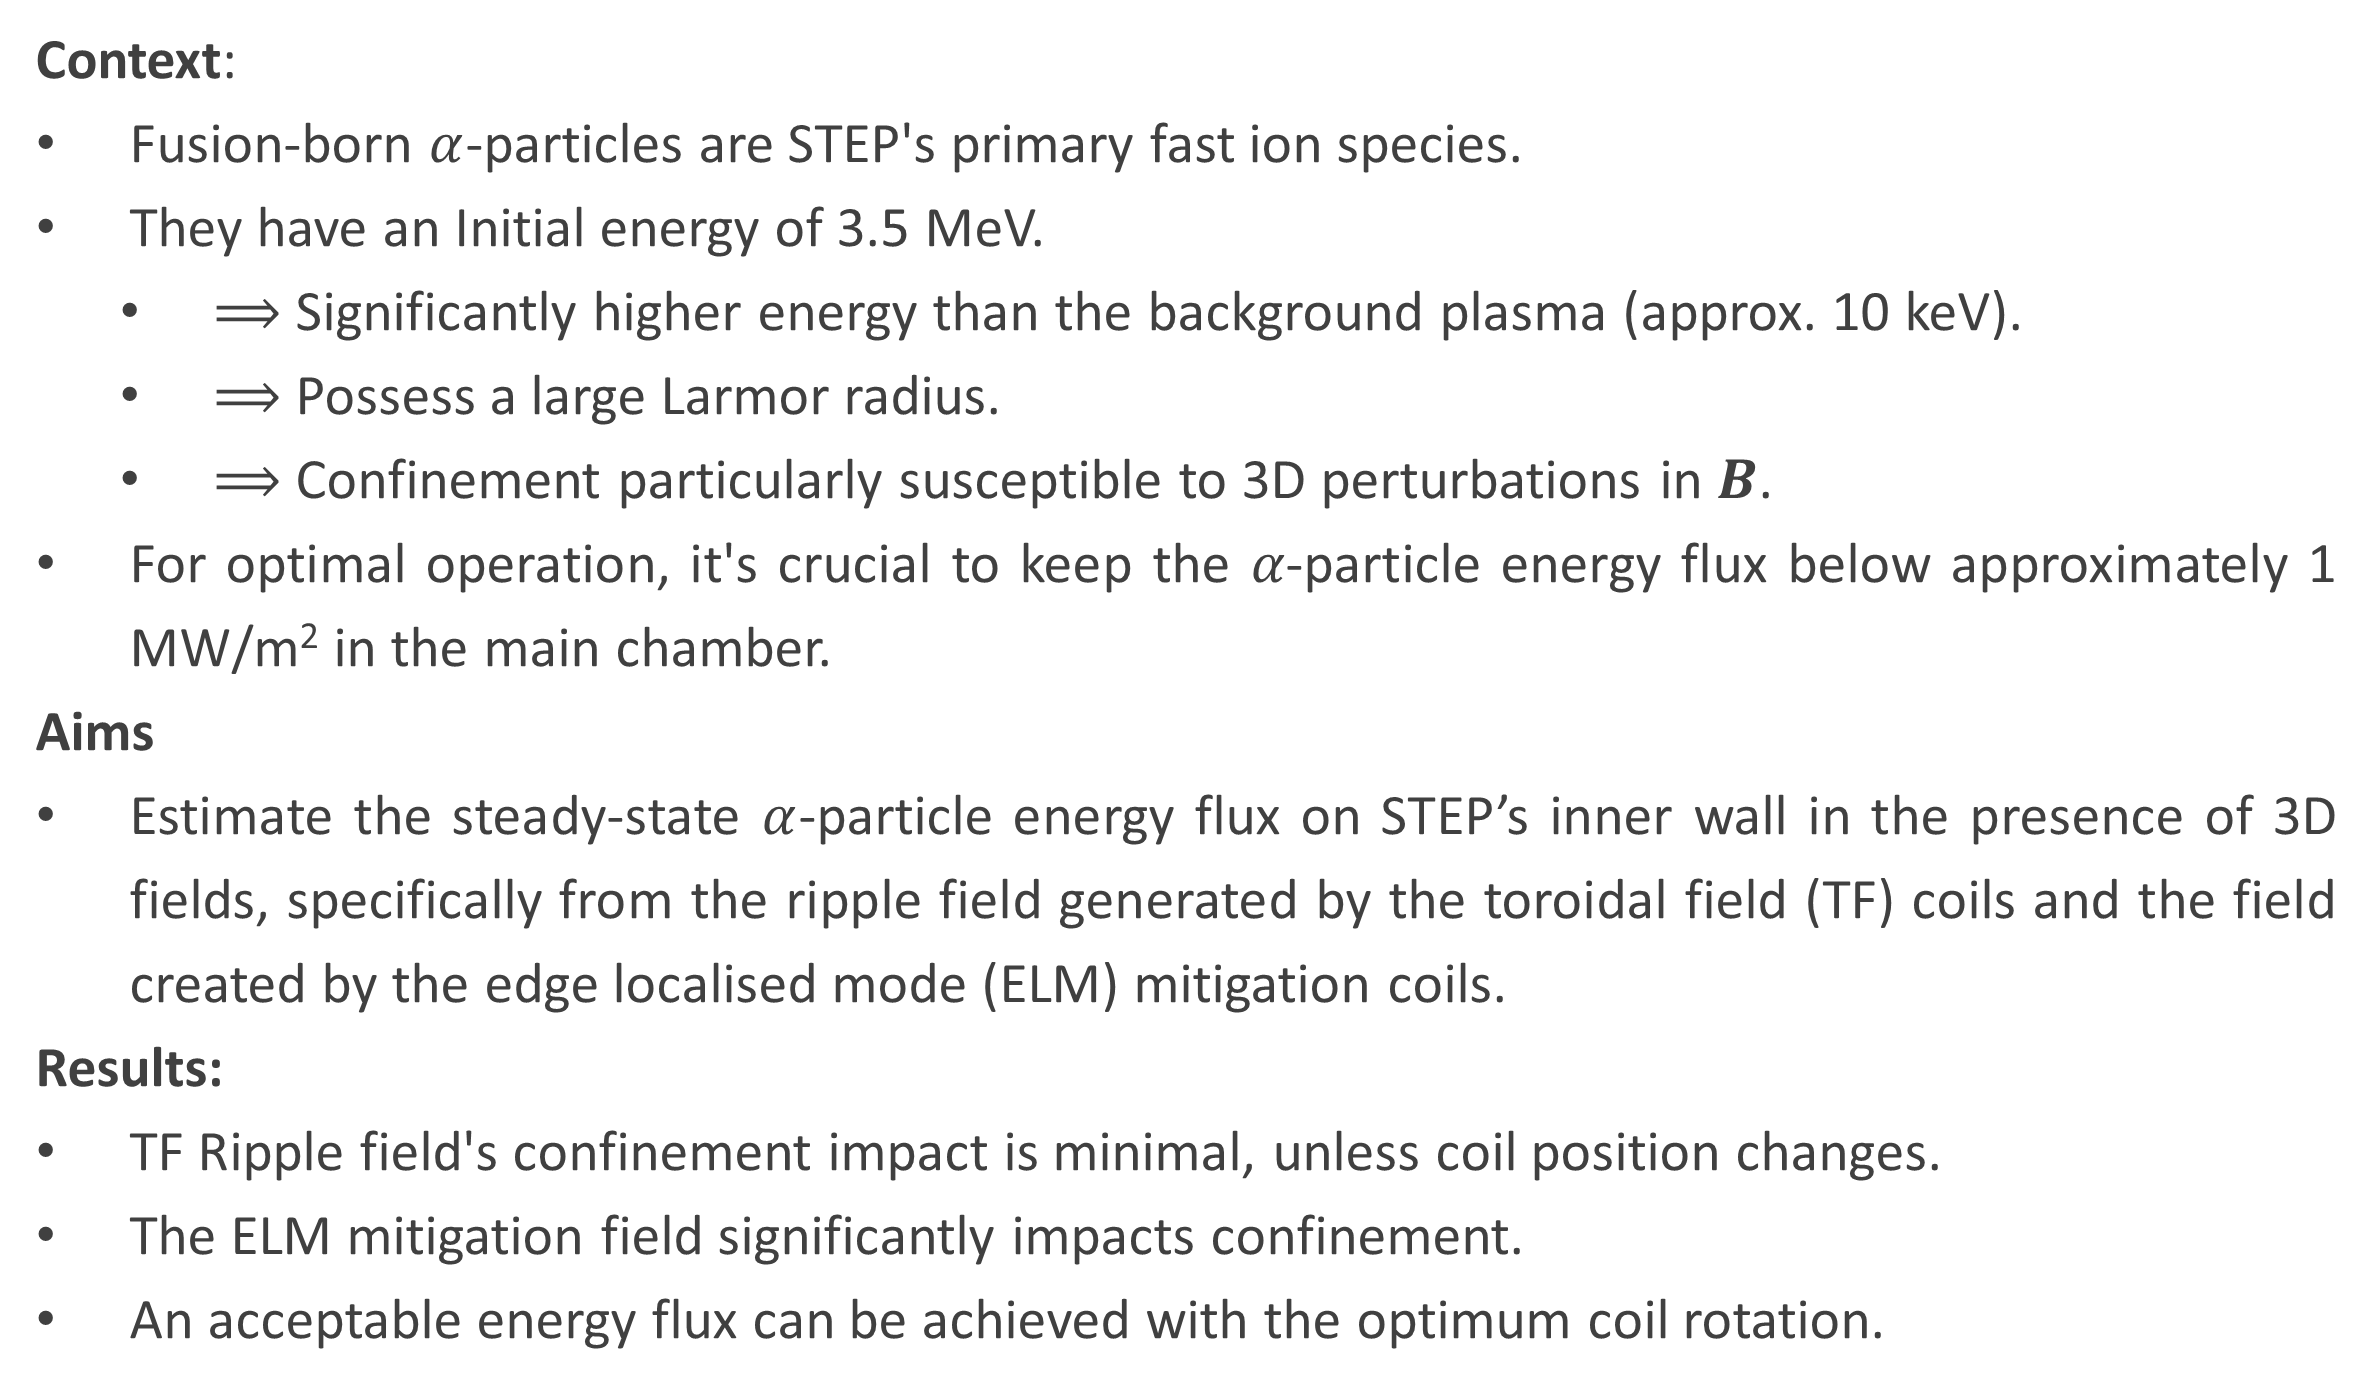 Context:
• Fusion-born α-particles are STEP's primary fast ion species.
• They have an Initial energy of 3.5 MeV.
• ⟹ Significantly higher energy than the background plasma (approx. 10 keV).
• ⟹ Possess a large Larmor radius.
• ⟹ Confinement particularly susceptible to 3D perturbations in B.
• For optimal operation, it's crucial to keep the α-particle energy flux below approximately 1
MW/m² in the main chamber.
Aims
• Estimate the steady-state α-particle energy flux on STEP’s inner wall in the presence of 3D
fields, specifically from the ripple field generated by the toroidal field (TF) coils and the field
created by the edge localised mode (ELM) mitigation coils.
Results:
• TF Ripple field's confinement impact is minimal, unless coil position changes.
• The ELM mitigation field significantly impacts confinement.
• An acceptable energy flux can be achieved with the optimum coil rotation.